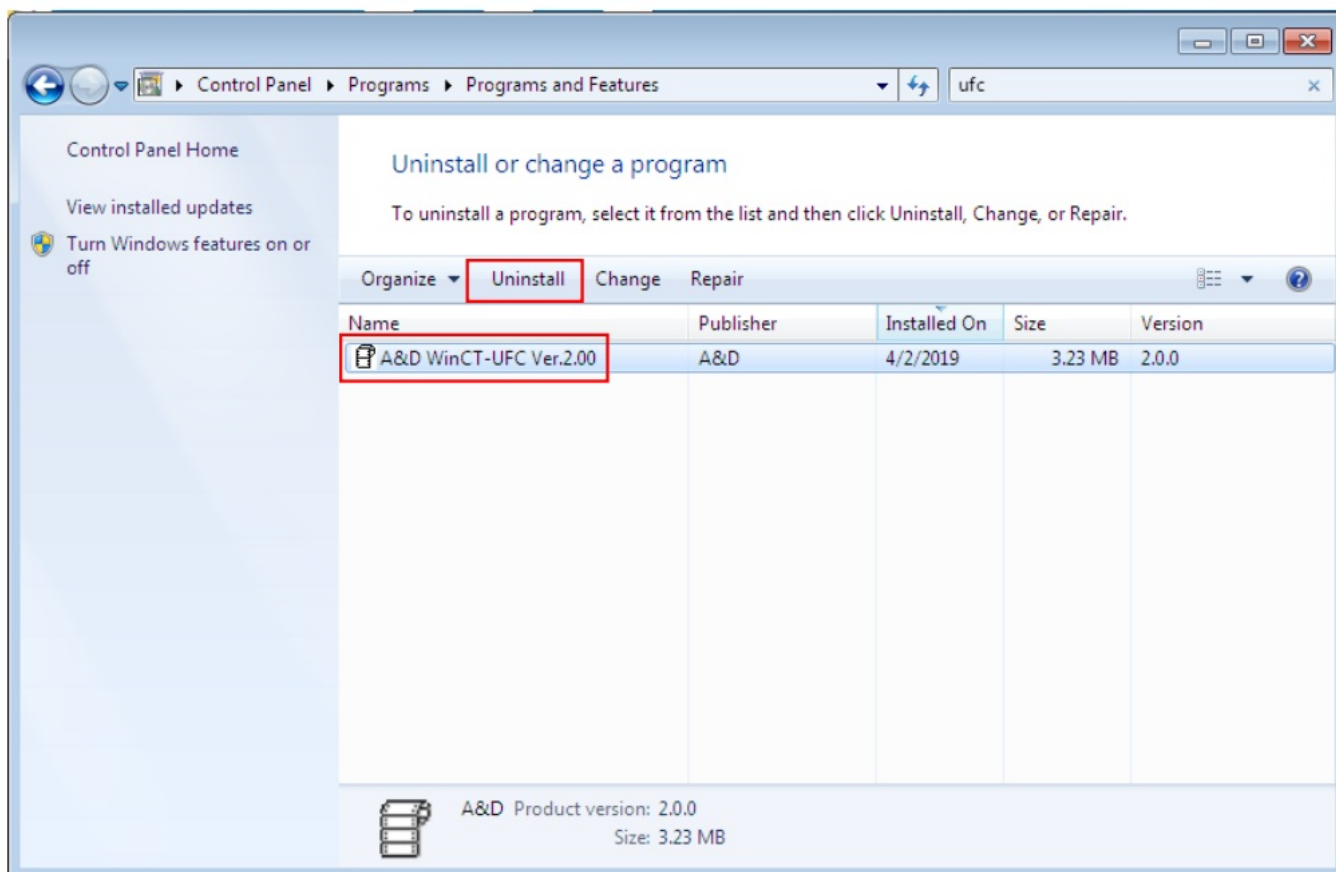 Control Panel Programs Programs and Features ufc
Control Panel Home
View installed updates
Turn Windows features on or
off
Uninstall or change a program
To uninstall a program, select it from the list and then click Uninstall, Change, or Repair.
Organize Uninstall Change Repair
Name Publisher Installed On Size Version
A&D WinCT-UFC Ver.2.00 A&D 4/2/2019 3.23 MB 2.0.0
A&D Product version: 2.0.0
Size: 3.23 MB